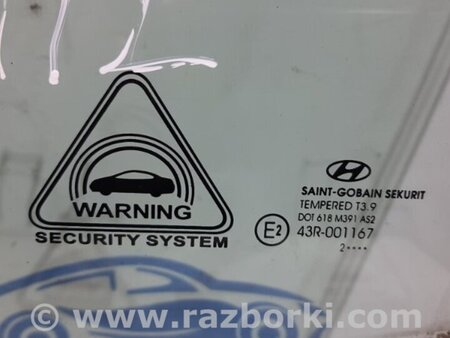 WARNING
SECURITY SYSTEM
SAINT-GOBAIN SEKURIT
TEMPERED T3.9
DOT 618 M391 AS2
E2 43R-001167
2••••
© www.razborki.com